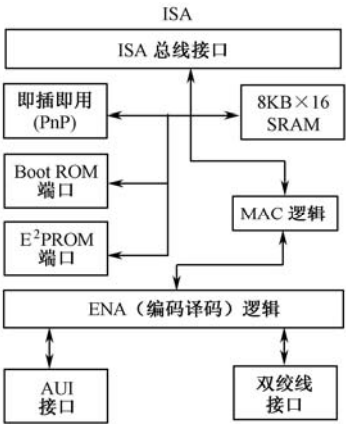 ISA
ISA 总线接口
即插即用
(PnP)
8KB×16
SRAM
Boot ROM
端口
MAC 逻辑
E²PROM
端口
ENA（编码译码）逻辑
AUI
接口
双绞线
接口